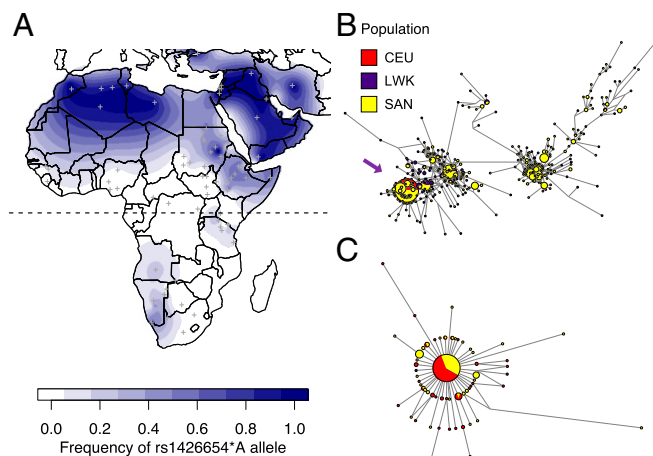 A
B
Population
CEU
LWK
SAN
C
0.0 0.2 0.4 0.6 0.8 1.0
Frequency of rs1426654*A allele